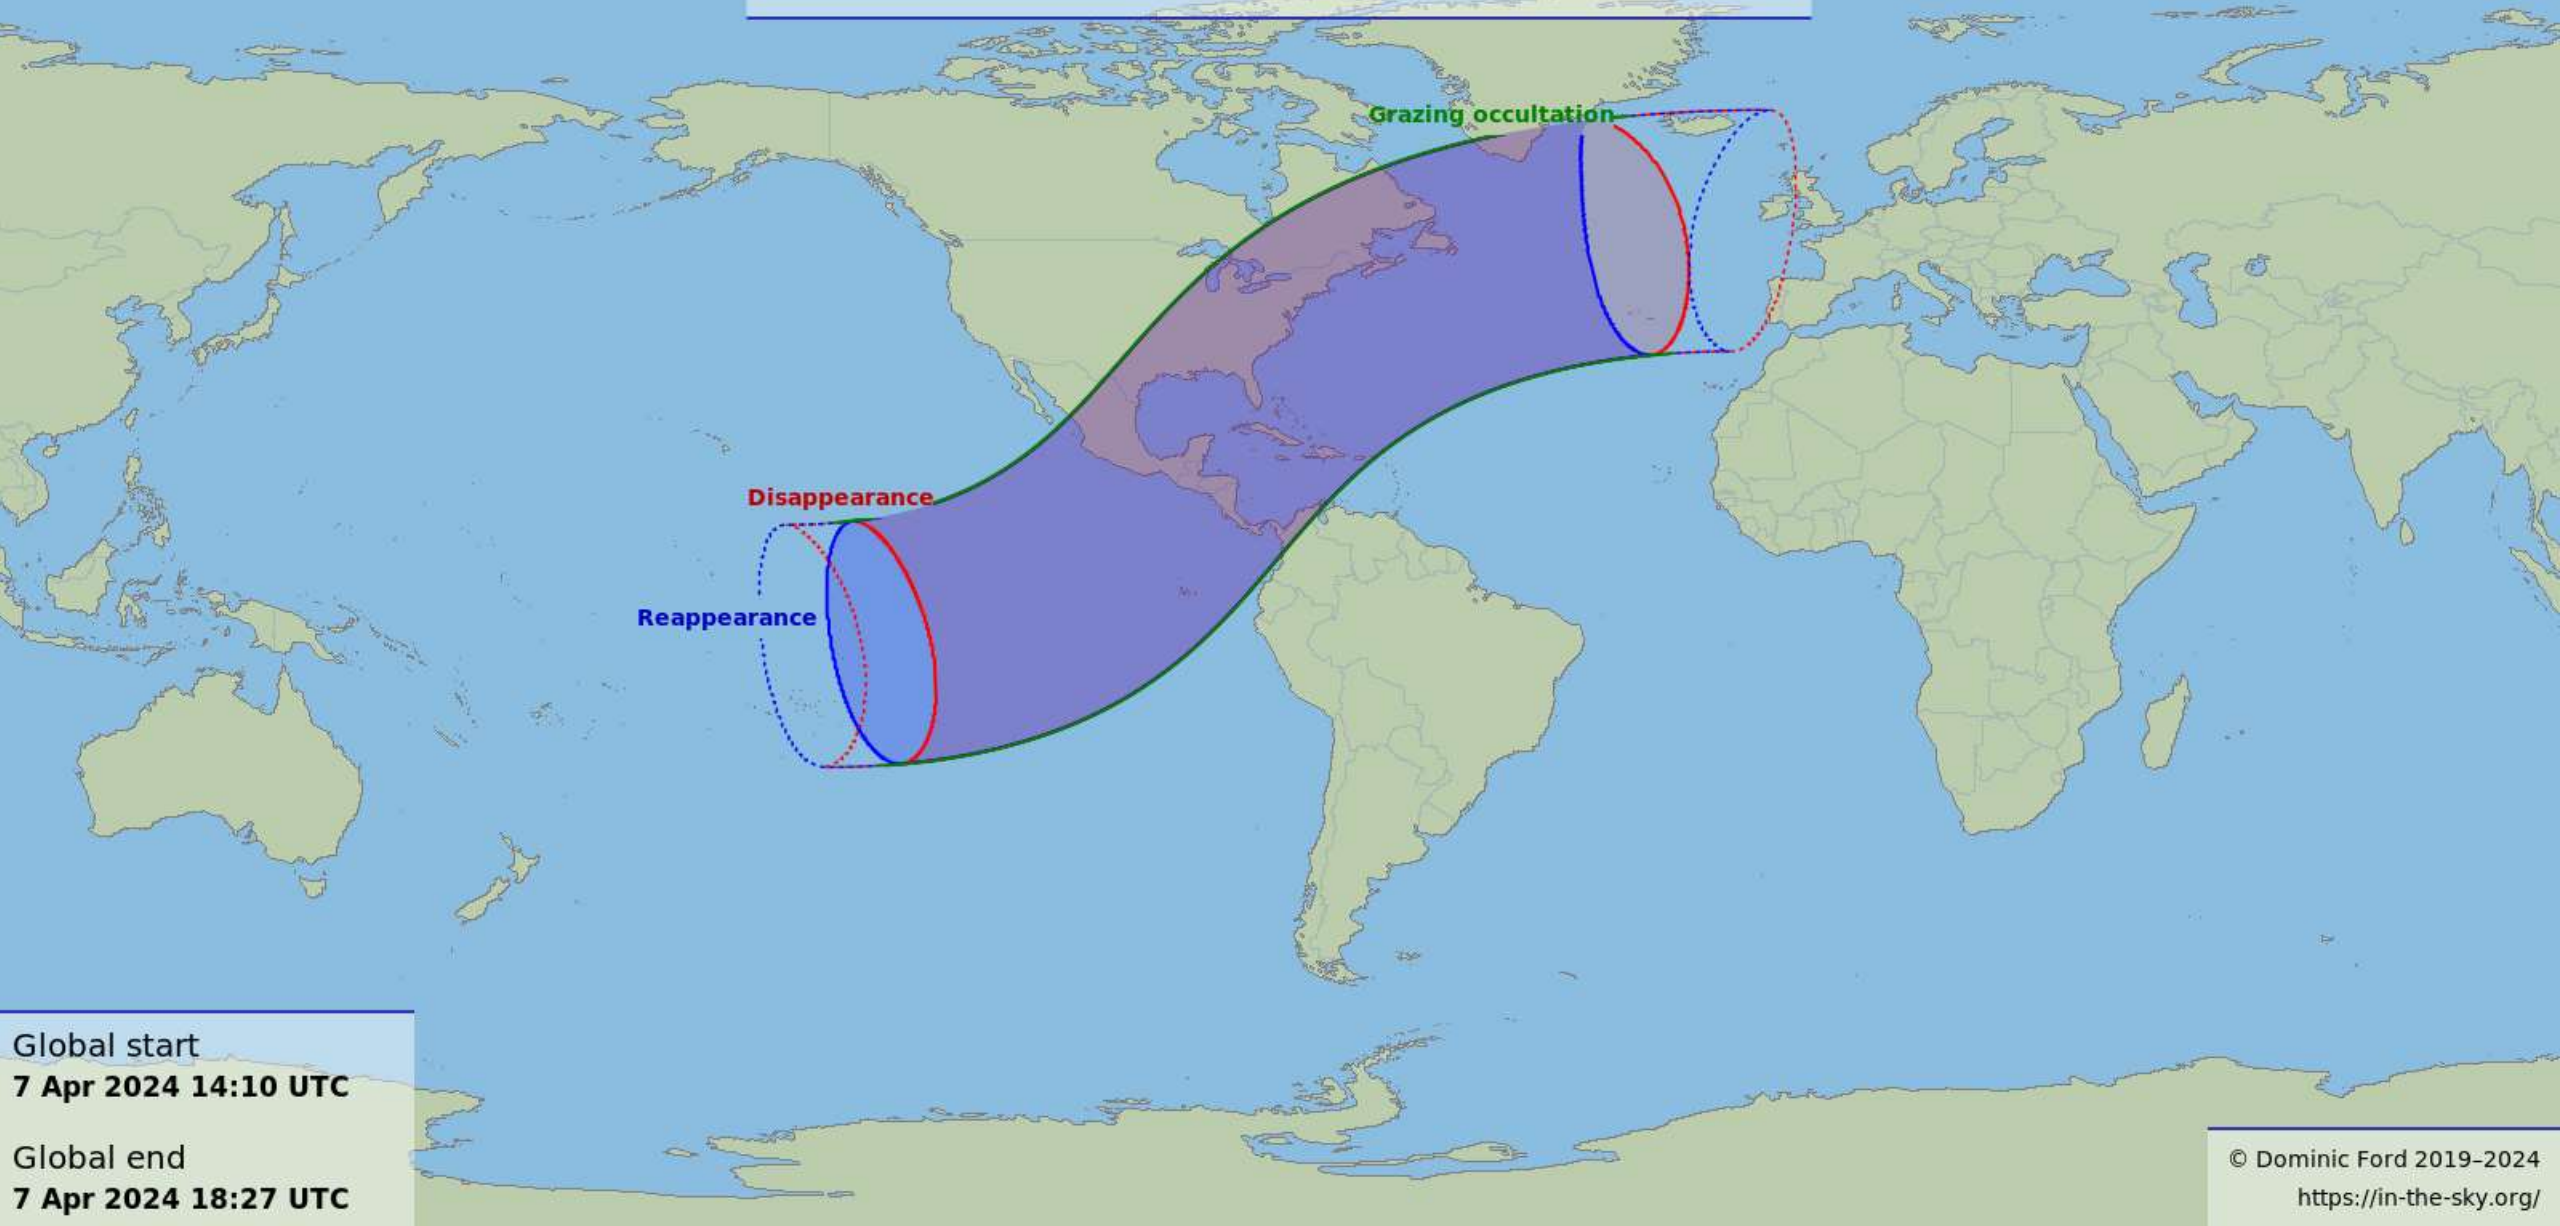 Grazing occultation
Disappearance
Reappearance
Global start
7 Apr 2024 14:10 UTC
Global end
7 Apr 2024 18:27 UTC
© Dominic Ford 2019–2024
https://in-the-sky.org/